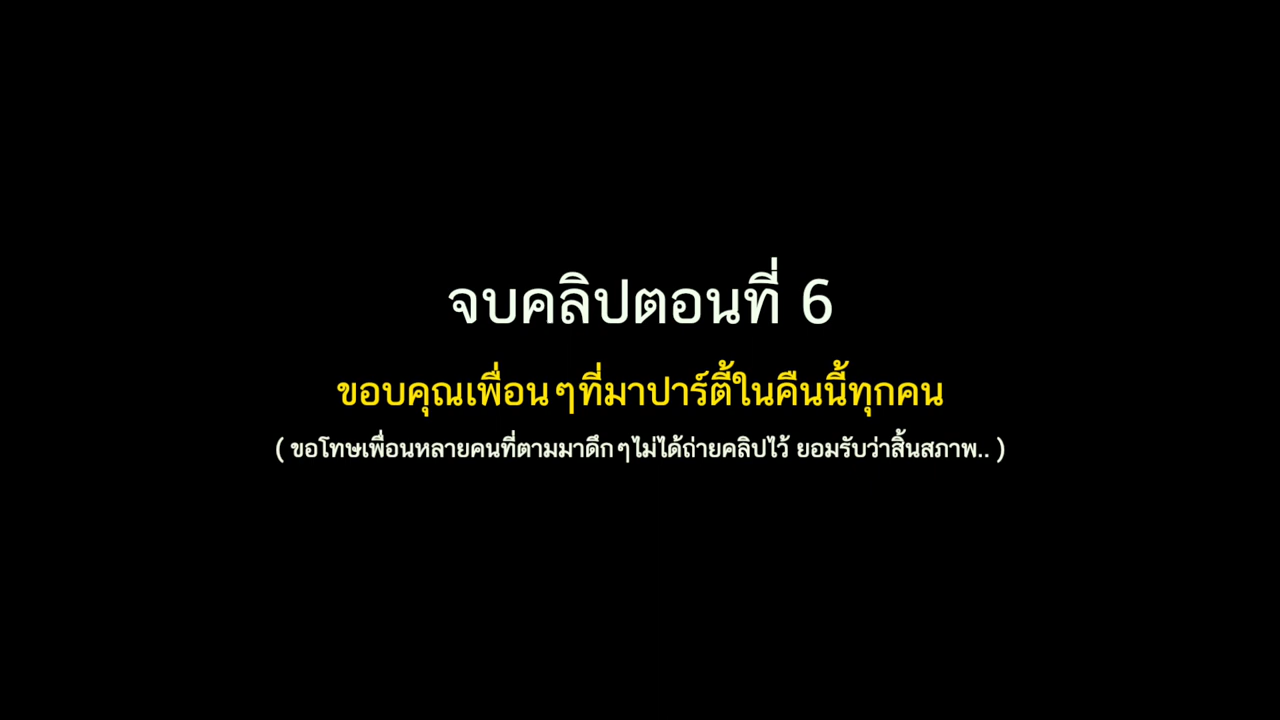 จบคลิปตอนที่ 6
ขอบคุณเพื่อนๆที่มาปาร์ตี้ในคืนนี้ทุกคน
( ขอโทษเพื่อนหลายคนที่ตามมาดึกๆไม่ได้ถ่ายคลิปไว้ ยอมรับว่าสิ้นสภาพ.. )